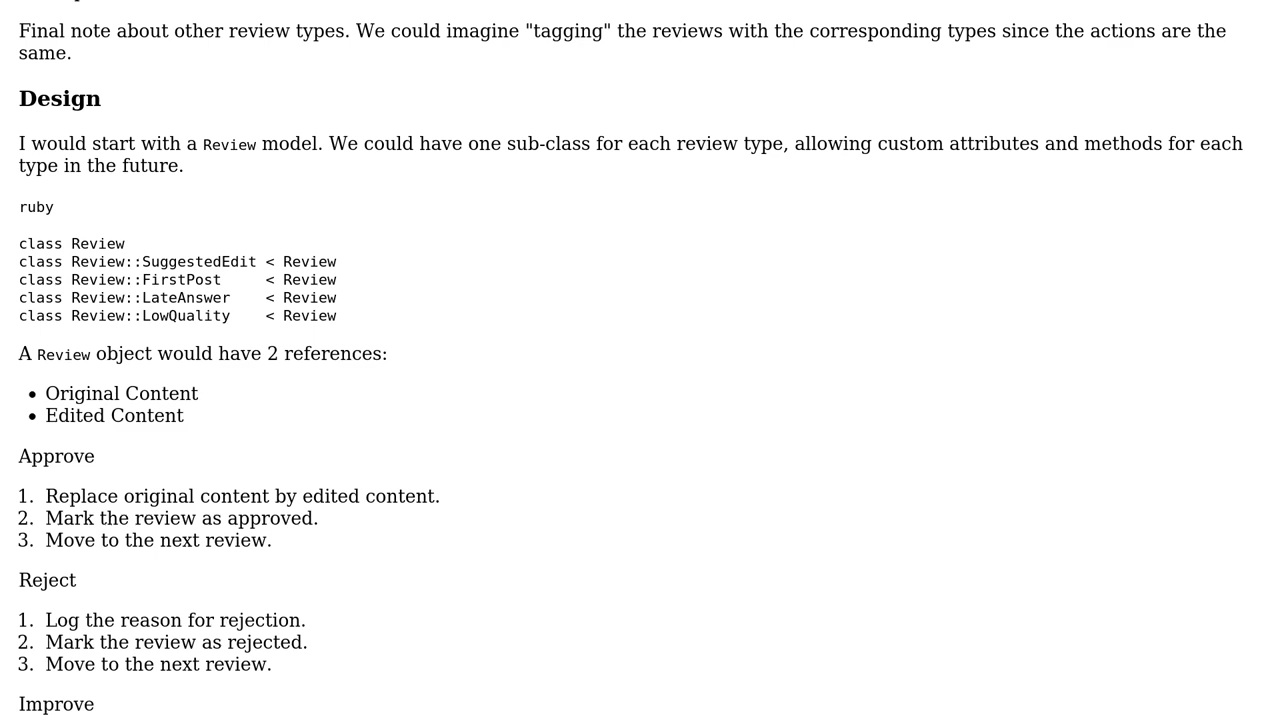 Final note about other review types. We could imagine "tagging" the reviews with the corresponding types since the actions are the
same.
Design
I would start with a Review model. We could have one sub-class for each review type, allowing custom attributes and methods for each
type in the future.
ruby
class Review
class Review::SuggestedEdit < Review
class Review::FirstPost     < Review
class Review::LateAnswer    < Review
class Review::LowQuality    < Review
A Review object would have 2 references:
• Original Content
• Edited Content
Approve
1. Replace original content by edited content.
2. Mark the review as approved.
3. Move to the next review.
Reject
1. Log the reason for rejection.
2. Mark the review as rejected.
3. Move to the next review.
Improve